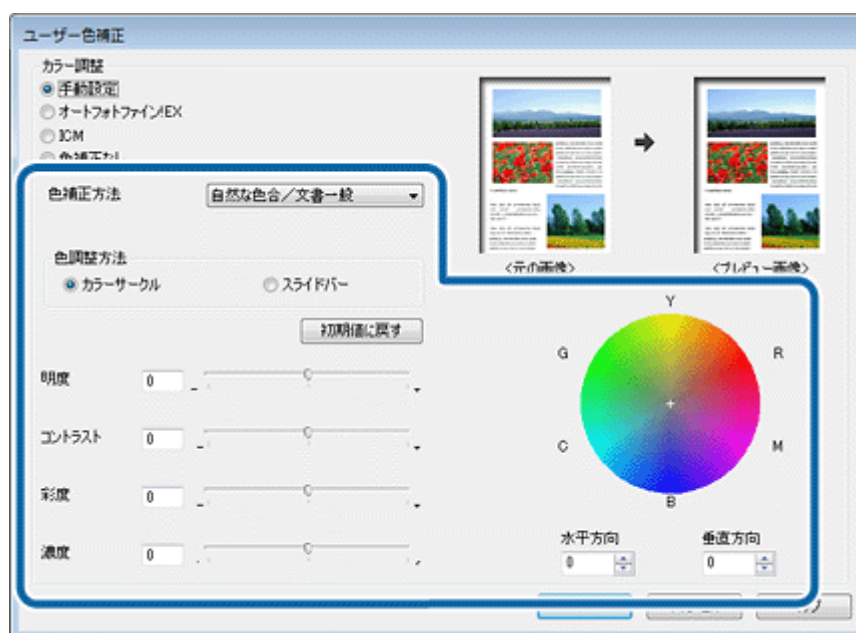 ユーザー色補正
カラー調整
手動設定
オートフォトファイン!EX
ICM
色補正なし
色補正方法
自然な色合/文書一般
色調整方法
カラーサークル
スライドバー
初期値に戻す
明度 0 - +
コントラスト 0 - +
彩度 0 - +
濃度 0 - +
<元の画像>
<プレビュー画像>
Y
G R
C M
B
水平方向 垂直方向
0 0